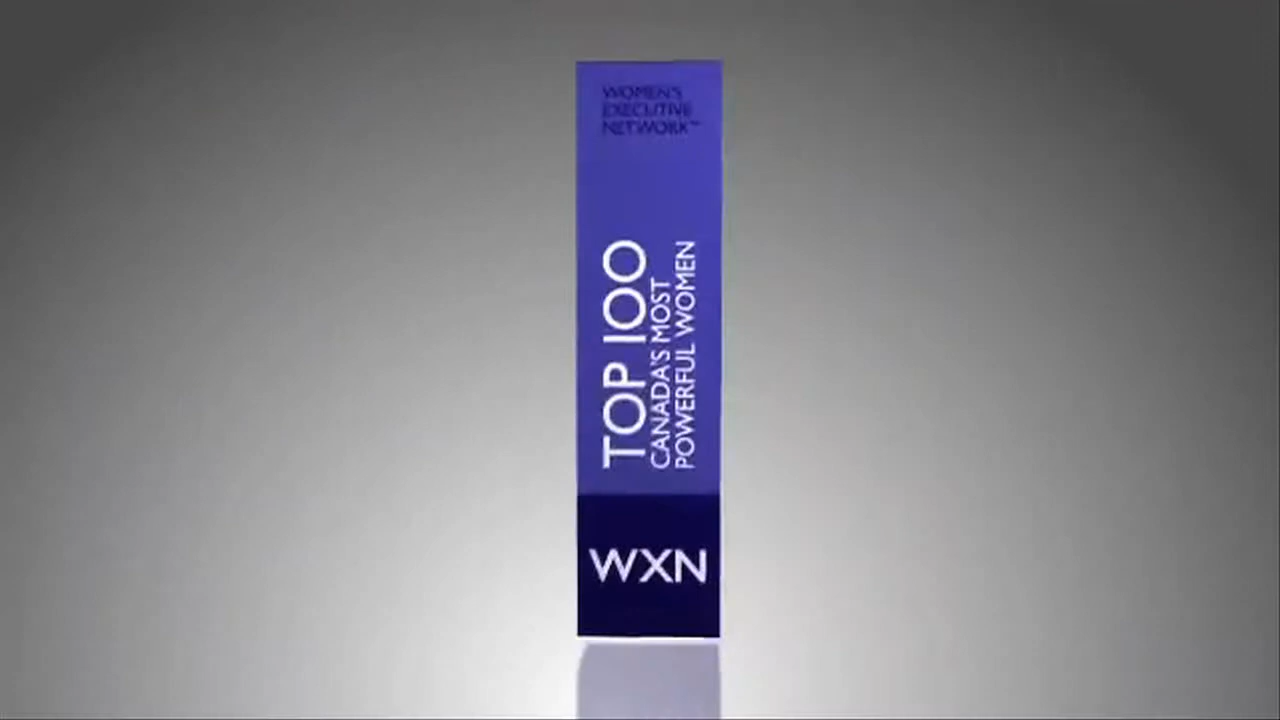 WOMEN'S
EXECUTIVE
NETWORK™
TOP 100
CANADA'S MOST
POWERFUL WOMEN
WXN